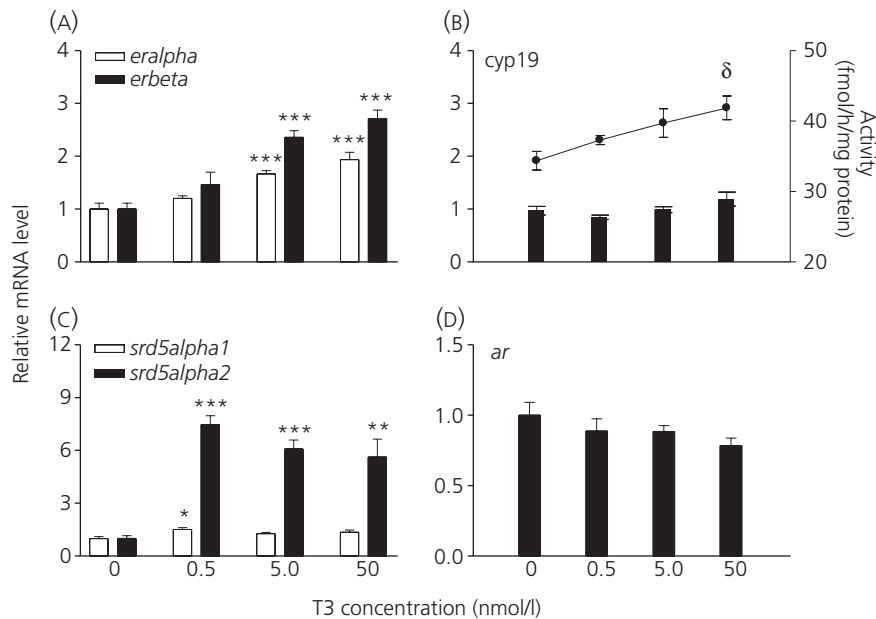 (A)
4
3
2
1
0
eralpha
erbeta
***
***
***
***
(B)
4
3
2
1
0
cyp19
δ
50
40
30
20
Activity
(fmol/h/mg protein)
Relative mRNA level
(C)
12
9
6
3
0
srd5alpha1
srd5alpha2
*
***
***
**
0 0.5 5.0 50
(D)
1.5
1.0
0.5
0.0
ar
0 0.5 5.0 50
T3 concentration (nmol/l)